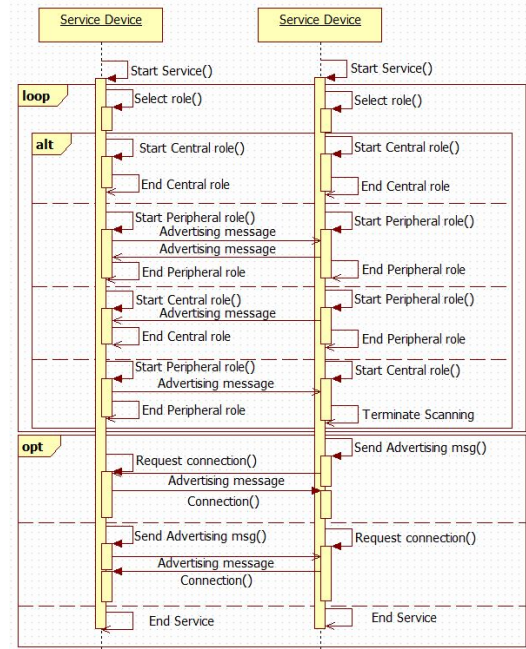 Service Device Service Device
Start Service() Start Service()
loop
Select role() Select role()
alt
Start Central role() Start Central role()
End Central role End Central role
Start Peripheral role() Start Peripheral role()
Advertising message
Advertising message
End Peripheral role End Peripheral role
Start Central role() Start Peripheral role()
Advertising message
End Central role End Peripheral role
Start Peripheral role() Start Central role()
Advertising message
End Peripheral role Terminate Scanning
opt
Send Advertising msg()
Request connection()
Advertising message
Connection()
Send Advertising msg() Request connection()
Advertising message
Connection()
End Service End Service